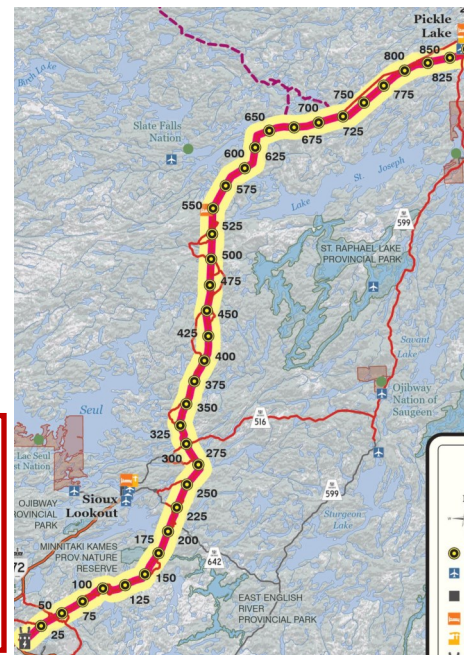 Pickle
Lake
Birch Lake
800
850
825
750
775
700
725
650
675
Slate Falls
Nation
600
625
575
St. Joseph
Lake
550
599
525
500
ST. RAPHAEL LAKE
PROVINCIAL PARK
475
450
425
Savant
Lake
400
375
Ojibway
Nation of
Saugeen
350
Seul
516
325
Lac Seul
st Nation
300
275
Sioux
Lookout
OJIBWAY
ROVINCIAL
PARK
250
599
Sturgeon
Lake
225
200
MINNITAKI KAMES
PROV NATURE
RESERVE
175
642
72
150
100
125
EAST ENGLISH
RIVER
PROVINCIAL PARK
50
75
25